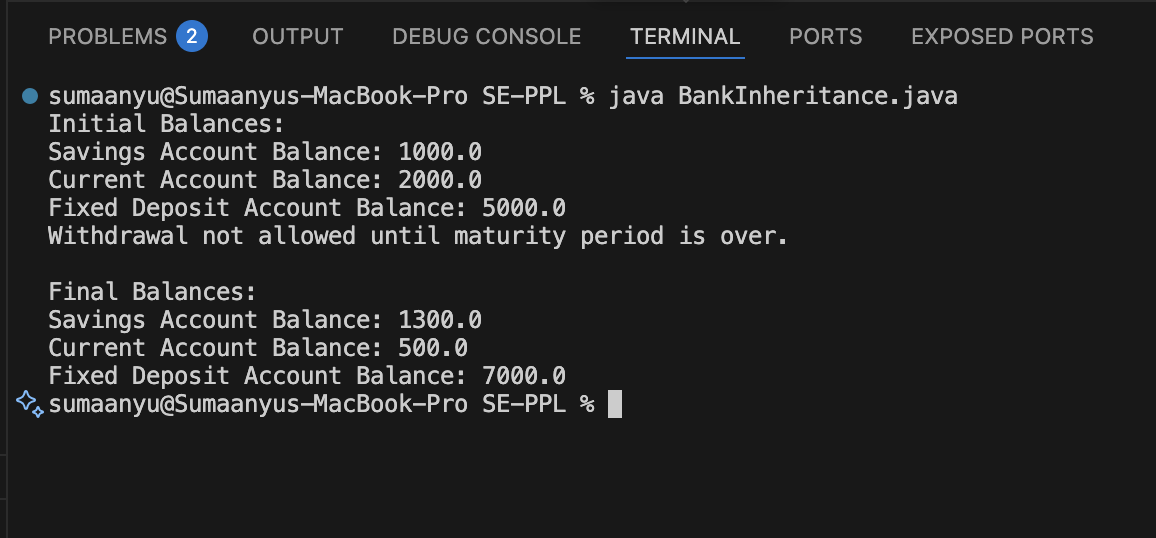 PROBLEMS 2 OUTPUT DEBUG CONSOLE TERMINAL PORTS EXPOSED PORTS
sumaanyu@Sumaanyus-MacBook-Pro SE-PPL % java BankInheritance.java
Initial Balances:
Savings Account Balance: 1000.0
Current Account Balance: 2000.0
Fixed Deposit Account Balance: 5000.0
Withdrawal not allowed until maturity period is over.

Final Balances:
Savings Account Balance: 1300.0
Current Account Balance: 500.0
Fixed Deposit Account Balance: 7000.0
sumaanyu@Sumaanyus-MacBook-Pro SE-PPL %